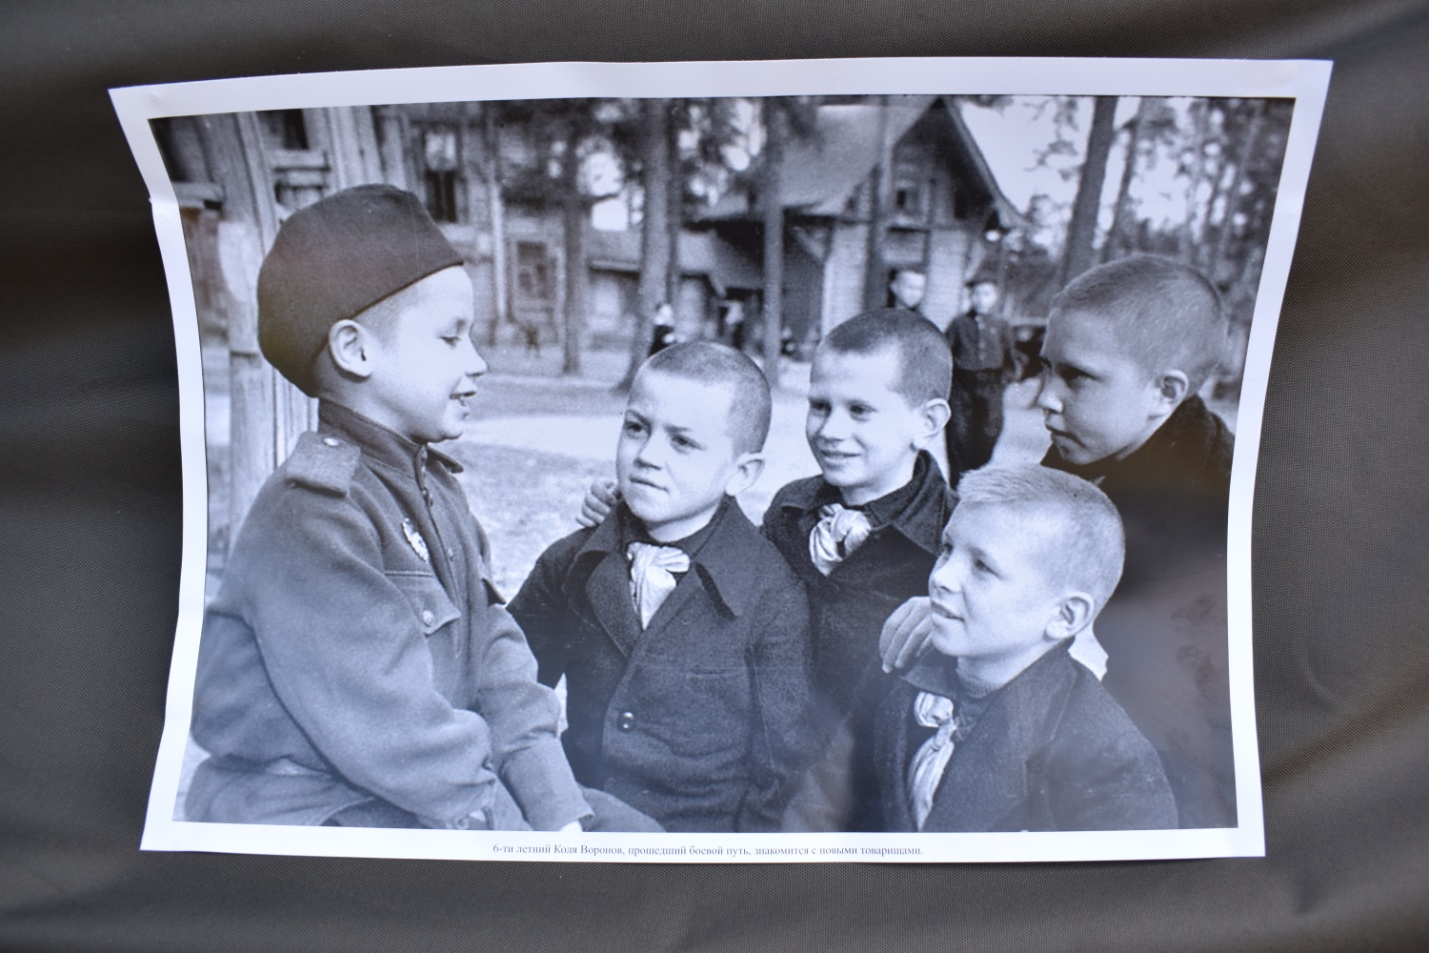 6-ти летний Коля Воронов, прошедший боевой путь, знакомится с новыми товарищами.